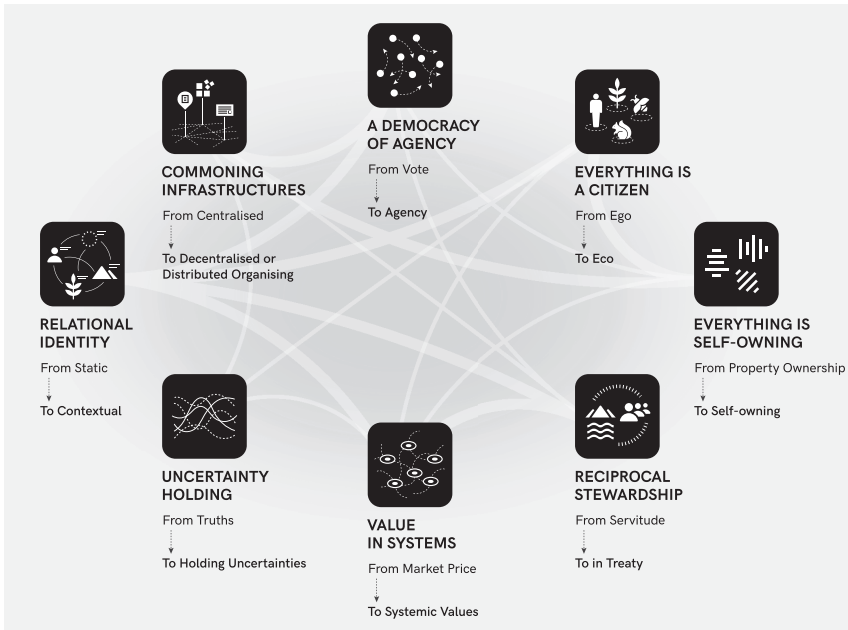 A DEMOCRACY
OF AGENCY
From Vote
To Agency
COMMONING
INFRASTRUCTURES
From Centralised
To Decentralised or
Distributed Organising
EVERYTHING IS
A CITIZEN
From Ego
To Eco
RELATIONAL
IDENTITY
From Static
To Contextual
EVERYTHING IS
SELF-OWNING
From Property Ownership
To Self-owning
UNCERTAINTY
HOLDING
From Truths
To Holding Uncertainties
VALUE
IN SYSTEMS
From Market Price
To Systemic Values
RECIPROCAL
STEWARDSHIP
From Servitude
To in Treaty